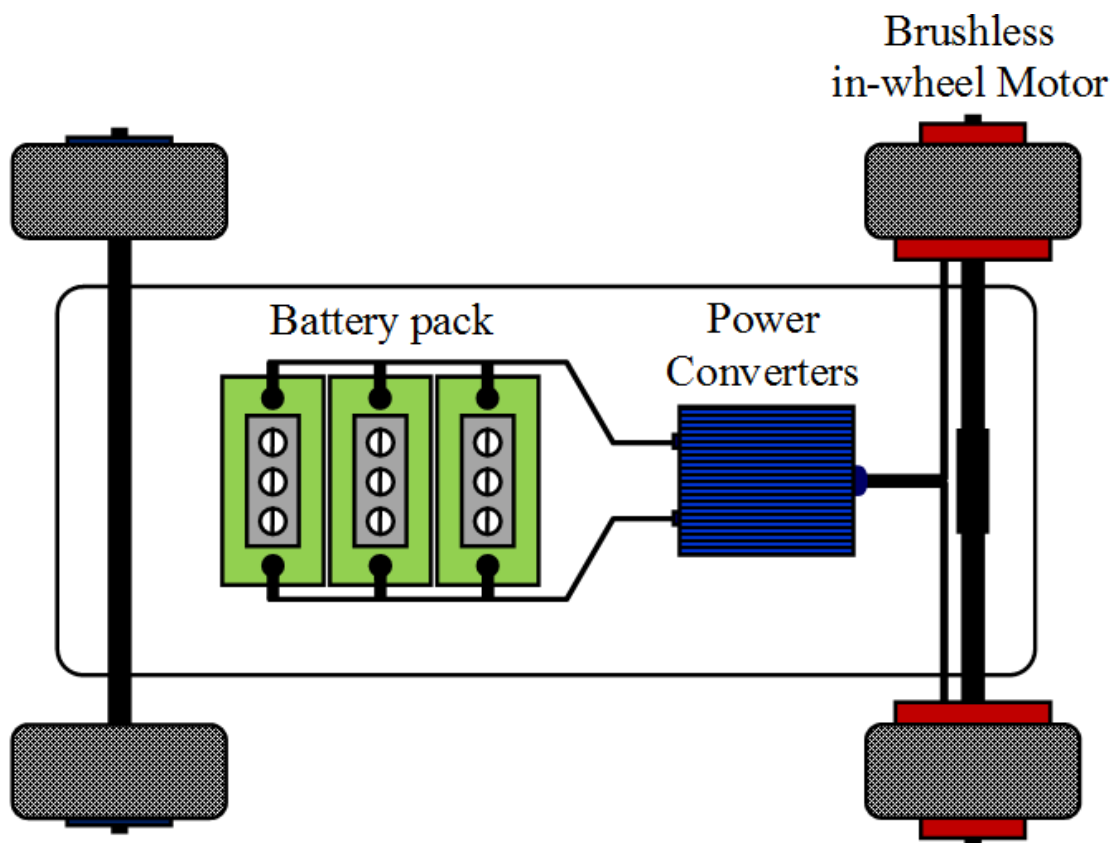 Brushless
in-wheel Motor
Battery pack
Power
Converters